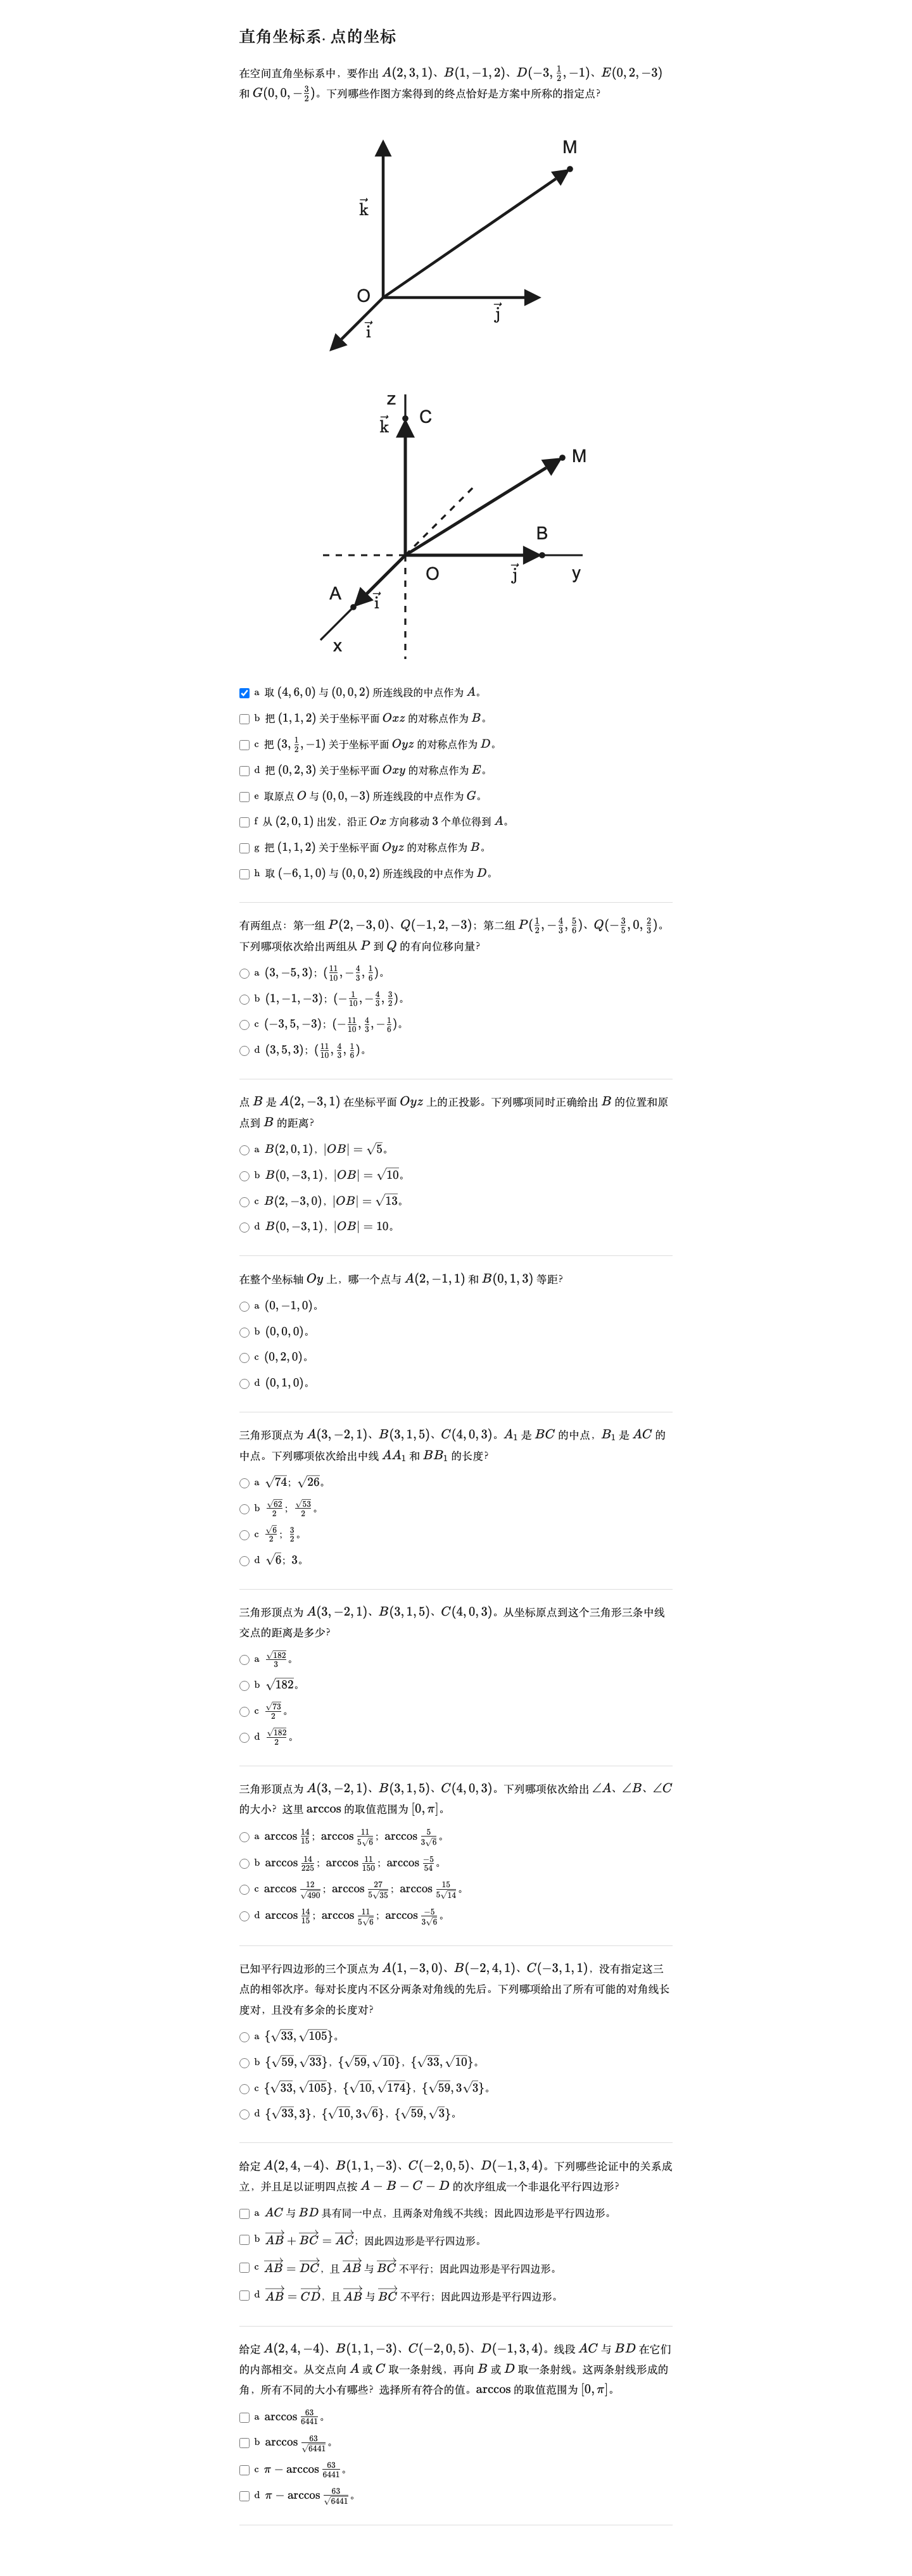 直角坐标系. 点的坐标
在空间直角坐标系中，要作出 A(2, 3, 1)、B(1, −1, 2)、D(−3, 1/2, −1)、E(0, 2, −3)
和 G(0, 0, −3/2)。下列哪些作图方案得到的终点恰好是方案中所称的指定点？
M
k⃗
O
i⃗
j⃗
z
k⃗
C
M
B
O
j⃗
y
A
i⃗
x
a 取 (4, 6, 0) 与 (0, 0, 2) 所连线段的中点作为 A。
b 把 (1, 1, 2) 关于坐标平面 Oxz 的对称点作为 B。
c 把 (3, 1/2, −1) 关于坐标平面 Oyz 的对称点作为 D。
d 把 (0, 2, 3) 关于坐标平面 Oxy 的对称点作为 E。
e 取原点 O 与 (0, 0, −3) 所连线段的中点作为 G。
f 从 (2, 0, 1) 出发，沿正 Ox 方向移动 3 个单位得到 A。
g 把 (1, 1, 2) 关于坐标平面 Oyz 的对称点作为 B。
h 取 (−6, 1, 0) 与 (0, 0, 2) 所连线段的中点作为 D。
有两组点：第一组 P(2, −3, 0)、Q(−1, 2, −3)；第二组 P(1/2, −4/3, 5/6)、Q(−3/5, 0, 2/3)。
下列哪项依次给出两组从 P 到 Q 的有向位移向量？
a (3, −5, 3)；(11/10, −4/3, 1/6)。
b (1, −1, −3)；(−1/10, −4/3, 3/2)。
c (−3, 5, −3)；(−11/10, 4/3, −1/6)。
d (3, 5, 3)；(11/10, 4/3, 1/6)。
点 B 是 A(2, −3, 1) 在坐标平面 Oyz 上的正投影。下列哪项同时正确给出 B 的位置和原
点到 B 的距离？
a B(2, 0, 1)，|OB| = √5。
b B(0, −3, 1)，|OB| = √10。
c B(2, −3, 0)，|OB| = √13。
d B(0, −3, 1)，|OB| = 10。
在整个坐标轴 Oy 上，哪一个点与 A(2, −1, 1) 和 B(0, 1, 3) 等距？
a (0, −1, 0)。
b (0, 0, 0)。
c (0, 2, 0)。
d (0, 1, 0)。
三角形顶点为 A(3, −2, 1)、B(3, 1, 5)、C(4, 0, 3)。A₁ 是 BC 的中点，B₁ 是 AC 的
中点。下列哪项依次给出中线 AA₁ 和 BB₁ 的长度？
a √74；√26。
b √62/2；√53/2。
c √6/2；3/2。
d √6；3。
三角形顶点为 A(3, −2, 1)、B(3, 1, 5)、C(4, 0, 3)。从坐标原点到这个三角形三条中线
交点的距离是多少？
a √182/3。
b √182。
c √73/2。
d √182/2。
三角形顶点为 A(3, −2, 1)、B(3, 1, 5)、C(4, 0, 3)。下列哪项依次给出 ∠A、∠B、∠C
的大小？这里 arccos 的取值范围为 [0, π]。
a arccos 14/15；arccos 11/(5√6)；arccos 5/(3√6)。
b arccos 14/225；arccos 11/150；arccos −5/54。
c arccos 12/√490；arccos 27/(5√35)；arccos 15/(5√14)。
d arccos 14/15；arccos 11/(5√6)；arccos −5/(3√6)。
已知平行四边形的三个顶点为 A(1, −3, 0)、B(−2, 4, 1)、C(−3, 1, 1)，没有指定这三
点的相邻次序。每对长度内不区分两条对角线的先后。下列哪项给出了所有可能的对角线长
度对，且没有多余的长度对？
a {√33, √105}。
b {√59, √33}，{√59, √10}，{√33, √10}。
c {√33, √105}，{√10, √174}，{√59, 3√3}。
d {√33, 3}，{√10, 3√6}，{√59, √3}。
给定 A(2, 4, −4)、B(1, 1, −3)、C(−2, 0, 5)、D(−1, 3, 4)。下列哪些论证中的关系成
立，并且足以证明四点按 A − B − C − D 的次序组成一个非退化平行四边形？
a AC 与 BD 具有同一中点，且两条对角线不共线；因此四边形是平行四边形。
b A͞B⃗ + B͞C⃗ = A͞C⃗；因此四边形是平行四边形。
c A͞B⃗ = D͞C⃗，且 A͞B⃗ 与 B͞C⃗ 不平行；因此四边形是平行四边形。
d A͞B⃗ = C͞D⃗，且 A͞B⃗ 与 B͞C⃗ 不平行；因此四边形是平行四边形。
给定 A(2, 4, −4)、B(1, 1, −3)、C(−2, 0, 5)、D(−1, 3, 4)。线段 AC 与 BD 在它们
的内部相交。从交点向 A 或 C 取一条射线，再向 B 或 D 取一条射线。这两条射线形成的
角，所有不同的大小有哪些？选择所有符合的值。arccos 的取值范围为 [0, π]。
a arccos 63/6441。
b arccos 63/√6441。
c π − arccos 63/6441。
d π − arccos 63/√6441。